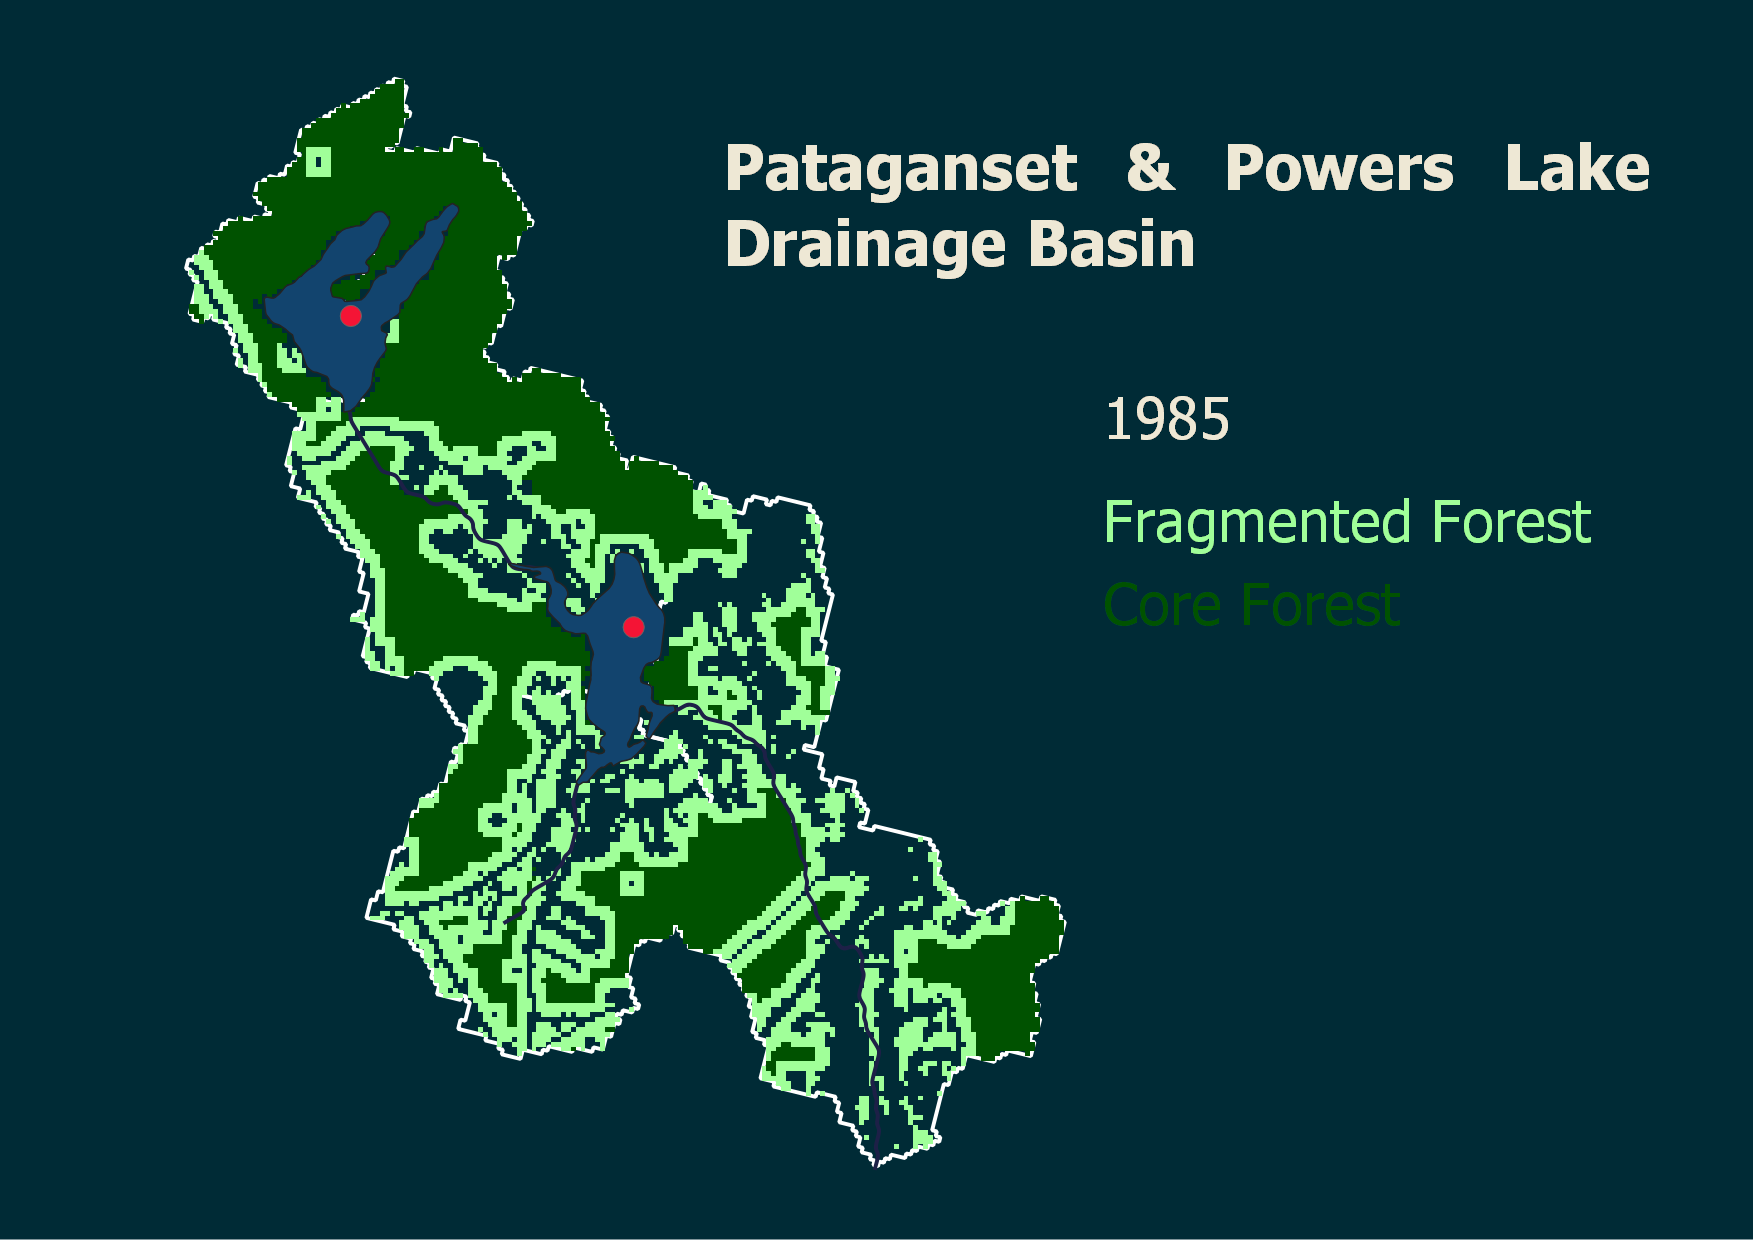 Pataganset & Powers Lake
Drainage Basin
1985
Fragmented Forest
Core Forest